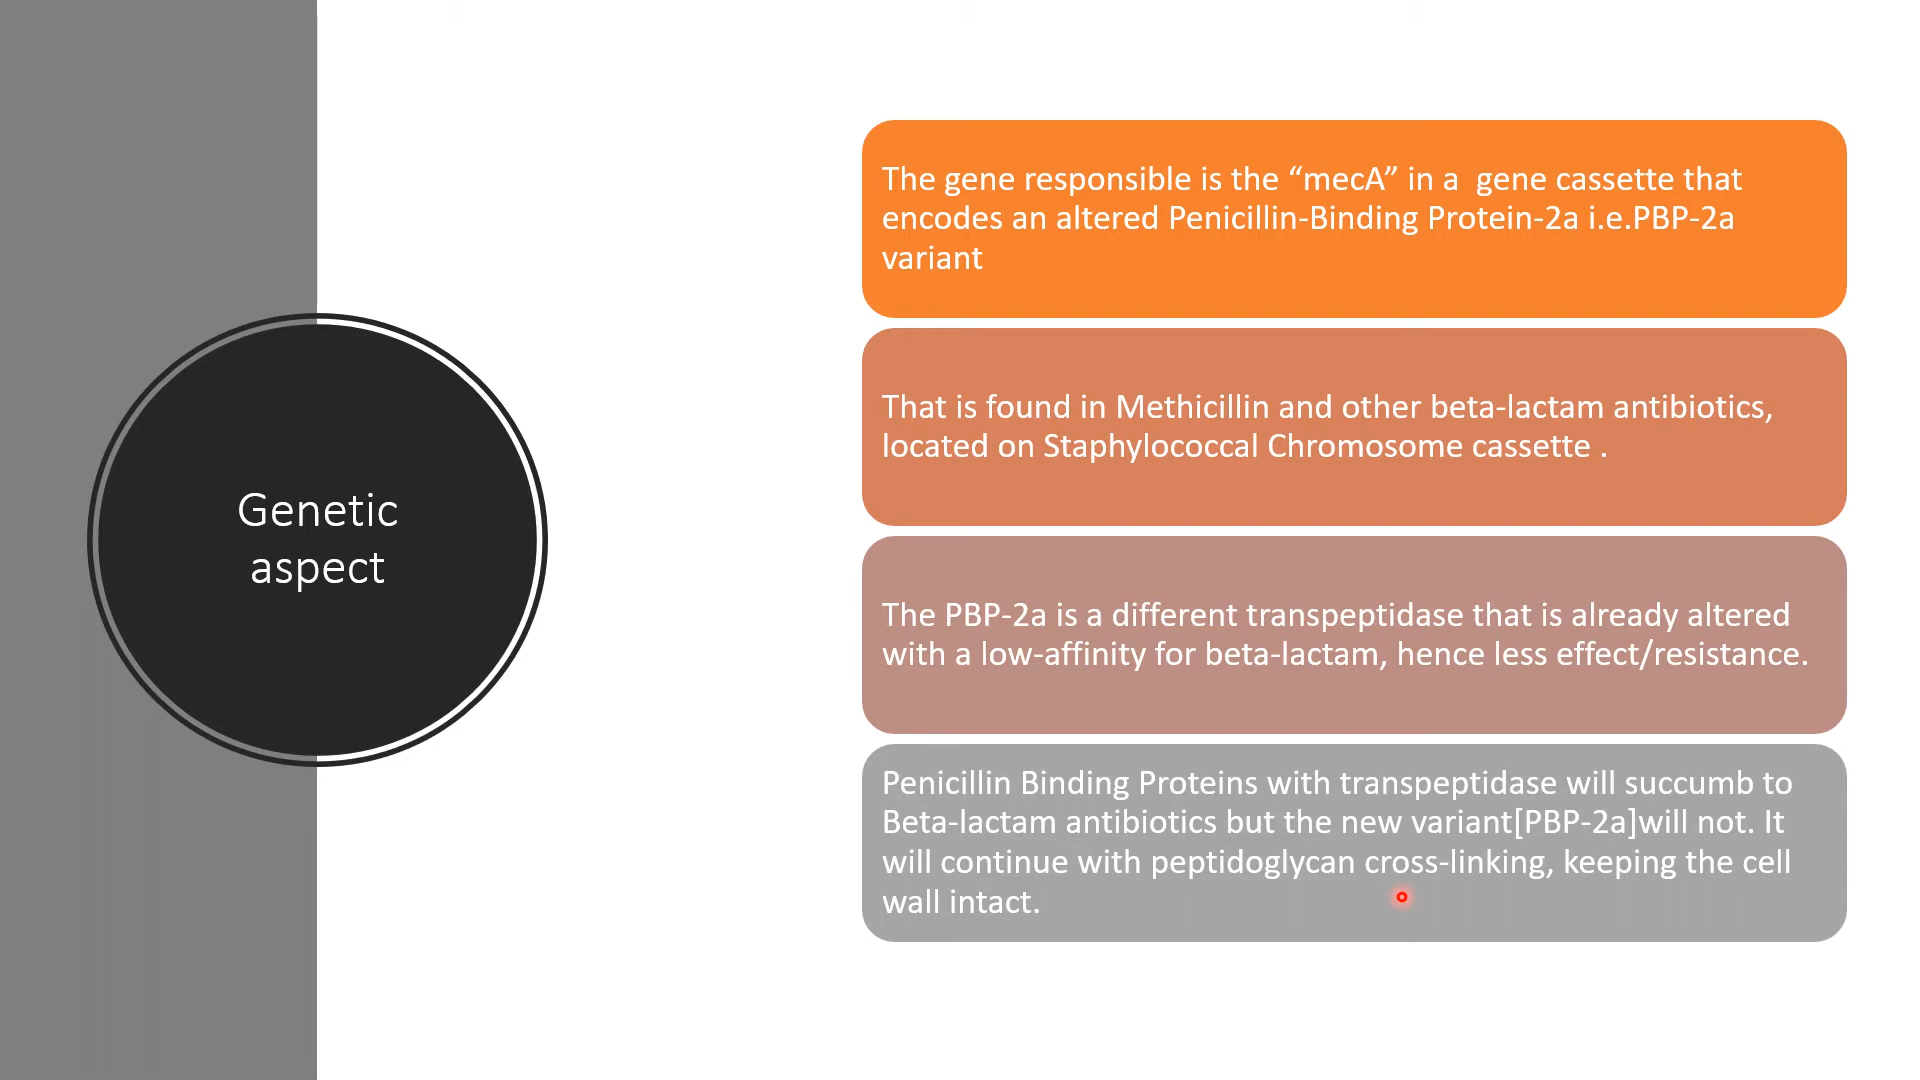 Genetic
aspect
The gene responsible is the “mecA” in a  gene cassette that
encodes an altered Penicillin-Binding Protein-2a i.e.PBP-2a
variant
That is found in Methicillin and other beta-lactam antibiotics,
located on Staphylococcal Chromosome cassette .
The PBP-2a is a different transpeptidase that is already altered
with a low-affinity for beta-lactam, hence less effect/resistance.
Penicillin Binding Proteins with transpeptidase will succumb to
Beta-lactam antibiotics but the new variant[PBP-2a]will not. It
will continue with peptidoglycan cross-linking, keeping the cell
wall intact.